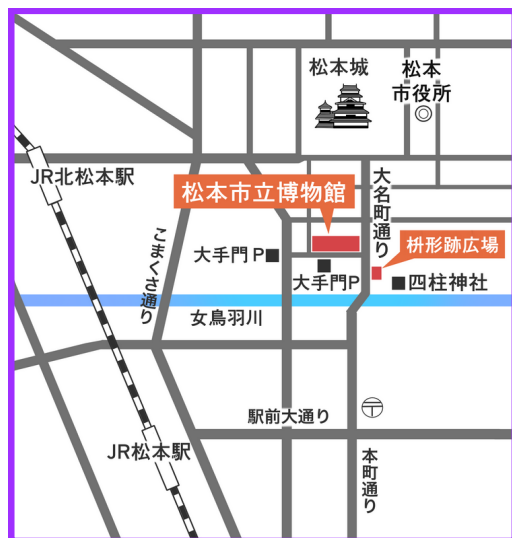 松本城
松本
市役所
JR北松本駅
松本市立博物館
大名町通り
こまくさ通り
大手門P
大手門P
枡形跡広場
四柱神社
女鳥羽川
駅前大通り
〒
JR松本駅
本町通り